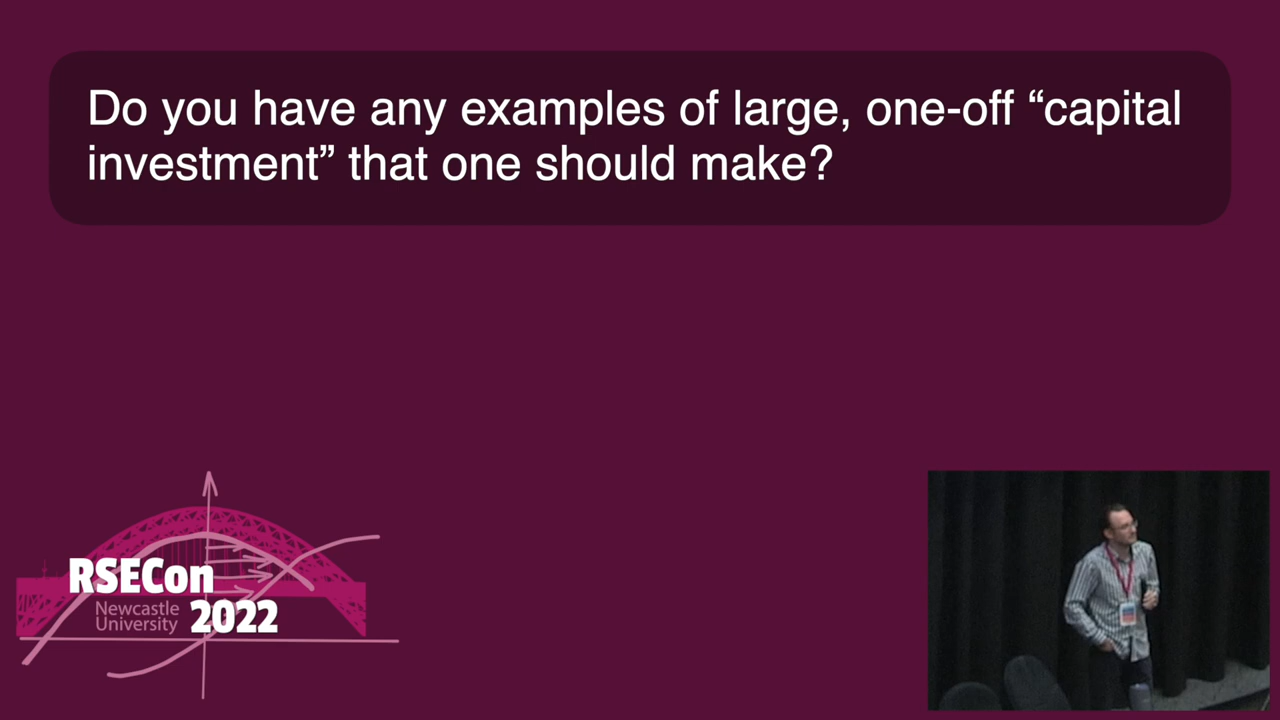 Do you have any examples of large, one-off “capital
investment” that one should make?
RSECon
Newcastle
University
2022